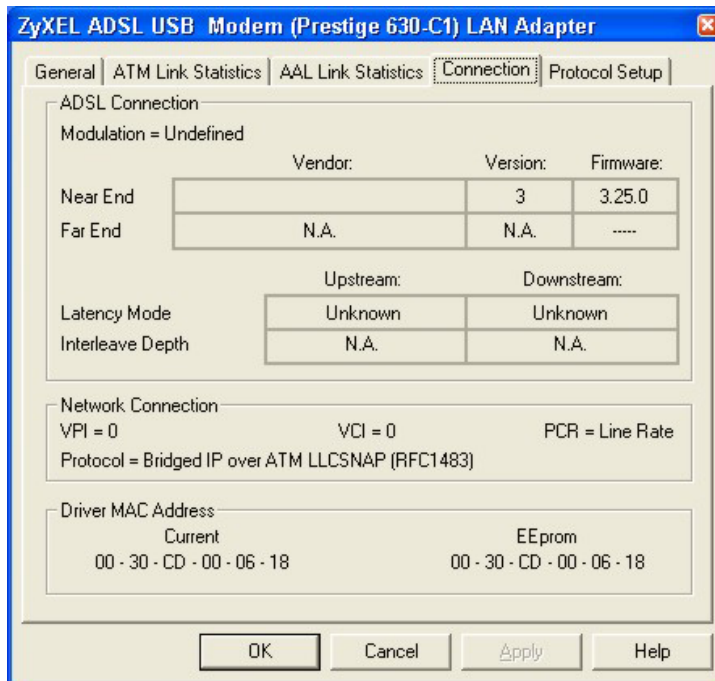 ZyXEL ADSL USB  Modem (Prestige 630-C1) LAN Adapter
General ATM Link Statistics AAL Link Statistics Connection Protocol Setup
ADSL Connection
Modulation = Undefined
Vendor: Version: Firmware:
Near End 3 3.25.0
Far End N.A. N.A. -----
Upstream: Downstream:
Latency Mode Unknown Unknown
Interleave Depth N.A. N.A.
Network Connection
VPI = 0 VCI = 0 PCR = Line Rate
Protocol = Bridged IP over ATM LLCSNAP (RFC1483)
Driver MAC Address
Current EEprom
00 - 30 - CD - 00 - 06 - 18 00 - 30 - CD - 00 - 06 - 18
OK Cancel Apply Help